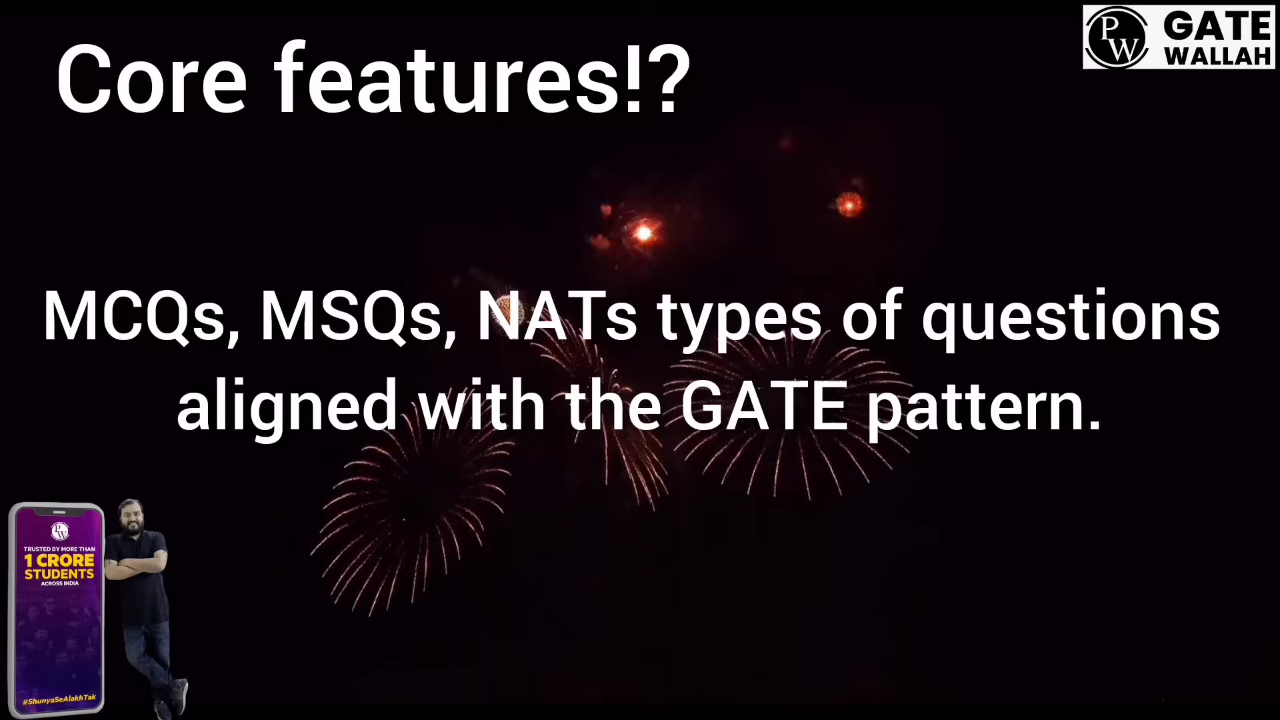 Core features!?
PW
GATE
WALLAH
MCQs, MSQs, NATs types of questions
aligned with the GATE pattern.
TRUSTED BY MORE THAN
1 CRORE
STUDENTS
ACROSS INDIA
#ShunyaSeAlakhTak